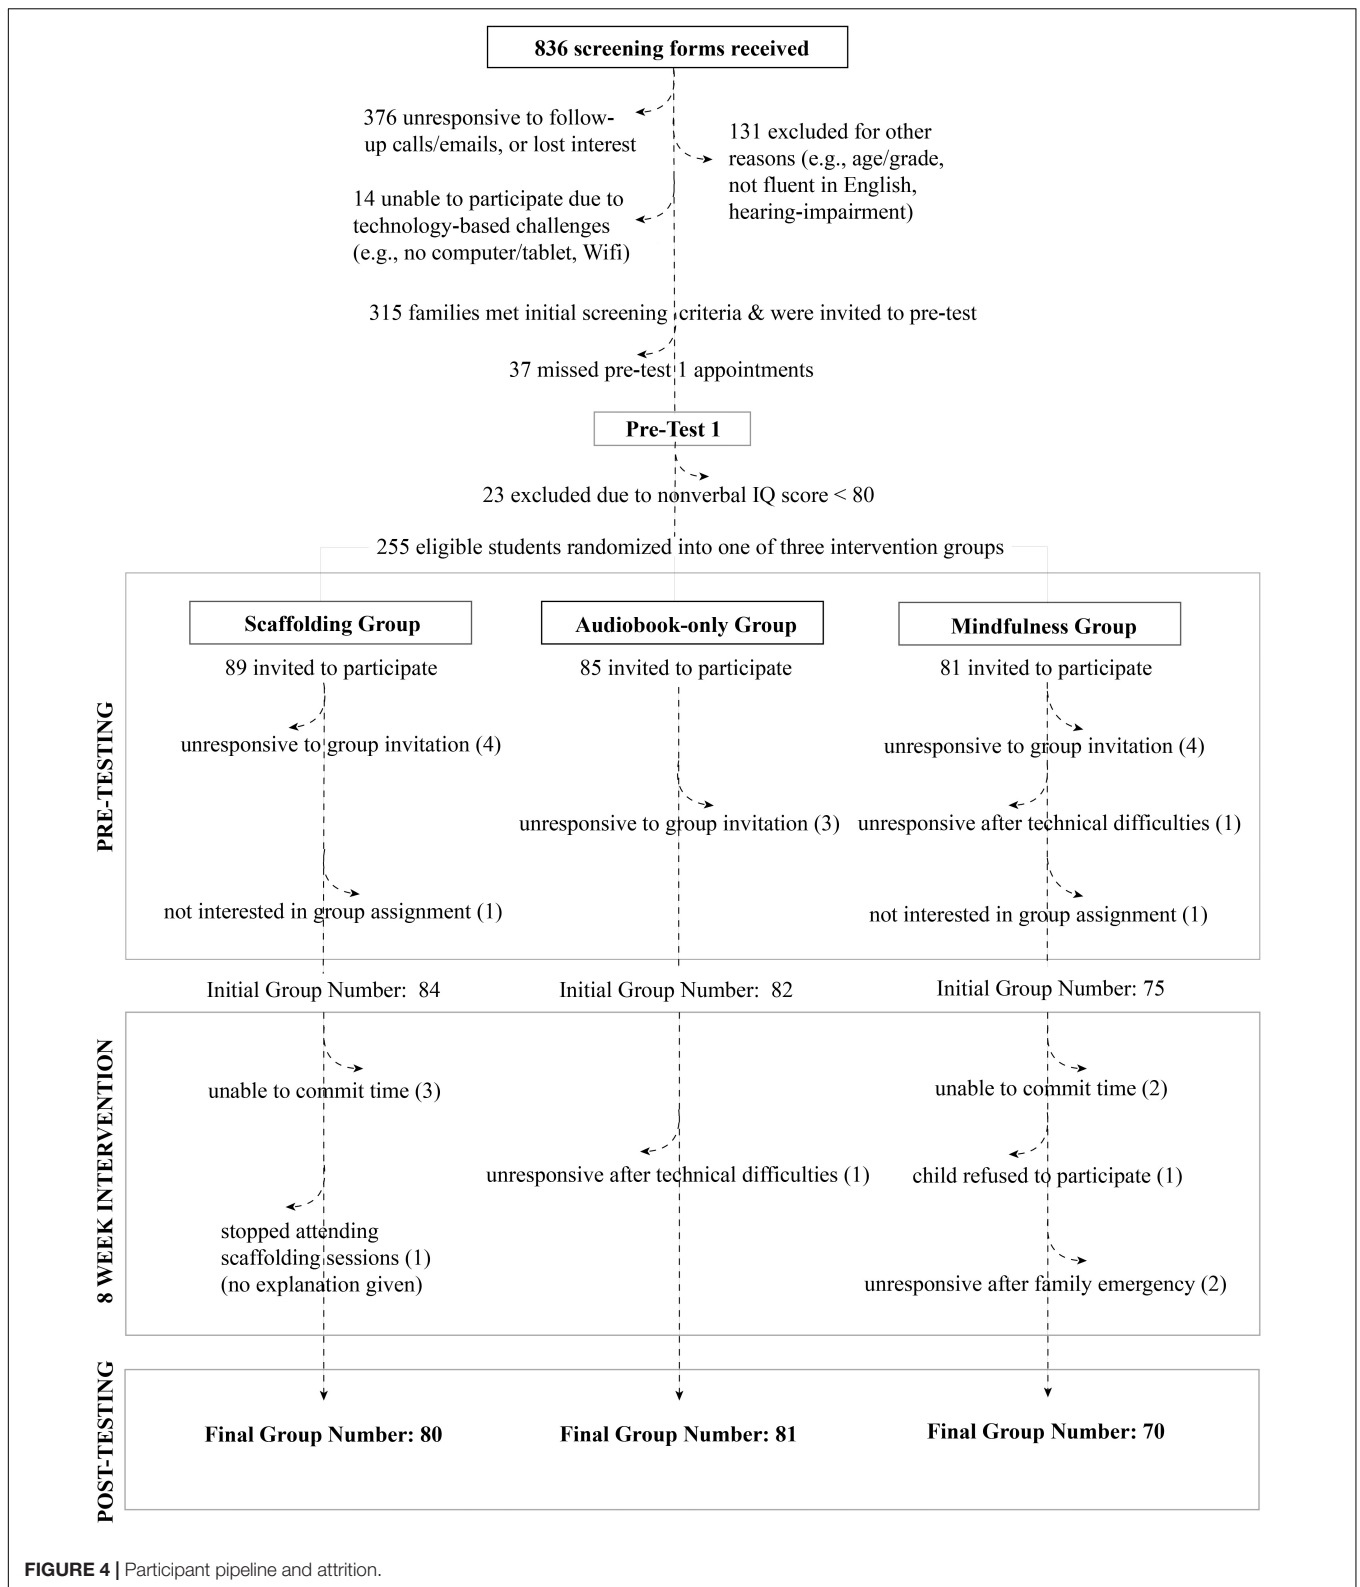 836 screening forms received
376 unresponsive to follow-
up calls/emails, or lost interest
131 excluded for other
reasons (e.g., age/grade,
not fluent in English,
hearing-impairment)
14 unable to participate due to
technology-based challenges
(e.g., no computer/tablet, Wifi)
315 families met initial screening criteria & were invited to pre-test
37 missed pre-test 1 appointments
Pre-Test 1
23 excluded due to nonverbal IQ score < 80
255 eligible students randomized into one of three intervention groups
PRE-TESTING
Scaffolding Group
89 invited to participate
unresponsive to group invitation (4)
not interested in group assignment (1)
Audiobook-only Group
85 invited to participate
unresponsive to group invitation (3)
Mindfulness Group
81 invited to participate
unresponsive to group invitation (4)
unresponsive after technical difficulties (1)
not interested in group assignment (1)
Initial Group Number: 84
Initial Group Number: 82
Initial Group Number: 75
8 WEEK INTERVENTION
unable to commit time (3)
stopped attending
scaffolding sessions (1)
(no explanation given)
unresponsive after technical difficulties (1)
unable to commit time (2)
child refused to participate (1)
unresponsive after family emergency (2)
POST-TESTING
Final Group Number: 80
Final Group Number: 81
Final Group Number: 70
FIGURE 4 | Participant pipeline and attrition.